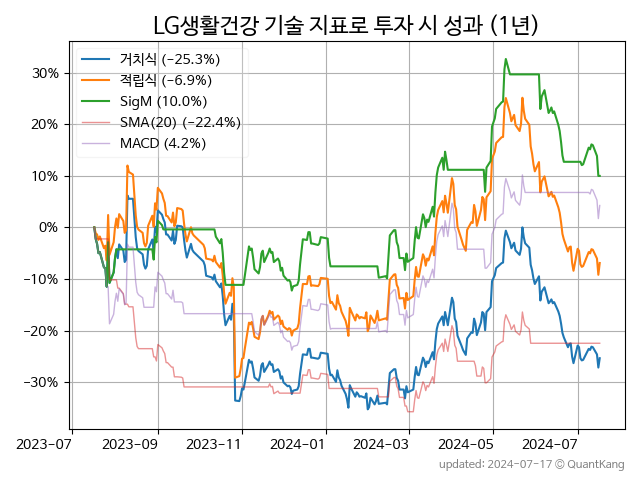 LG생활건강 기술 지표로 투자 시 성과 (1년)
거치식 (−25.3%)
적립식 (−6.9%)
SigM (10.0%)
SMA(20) (−22.4%)
MACD (4.2%)
30%
20%
10%
0%
−10%
−20%
−30%
2023-07 2023-09 2023-11 2024-01 2024-03 2024-05 2024-07
updated: 2024-07-17 © QuantKang